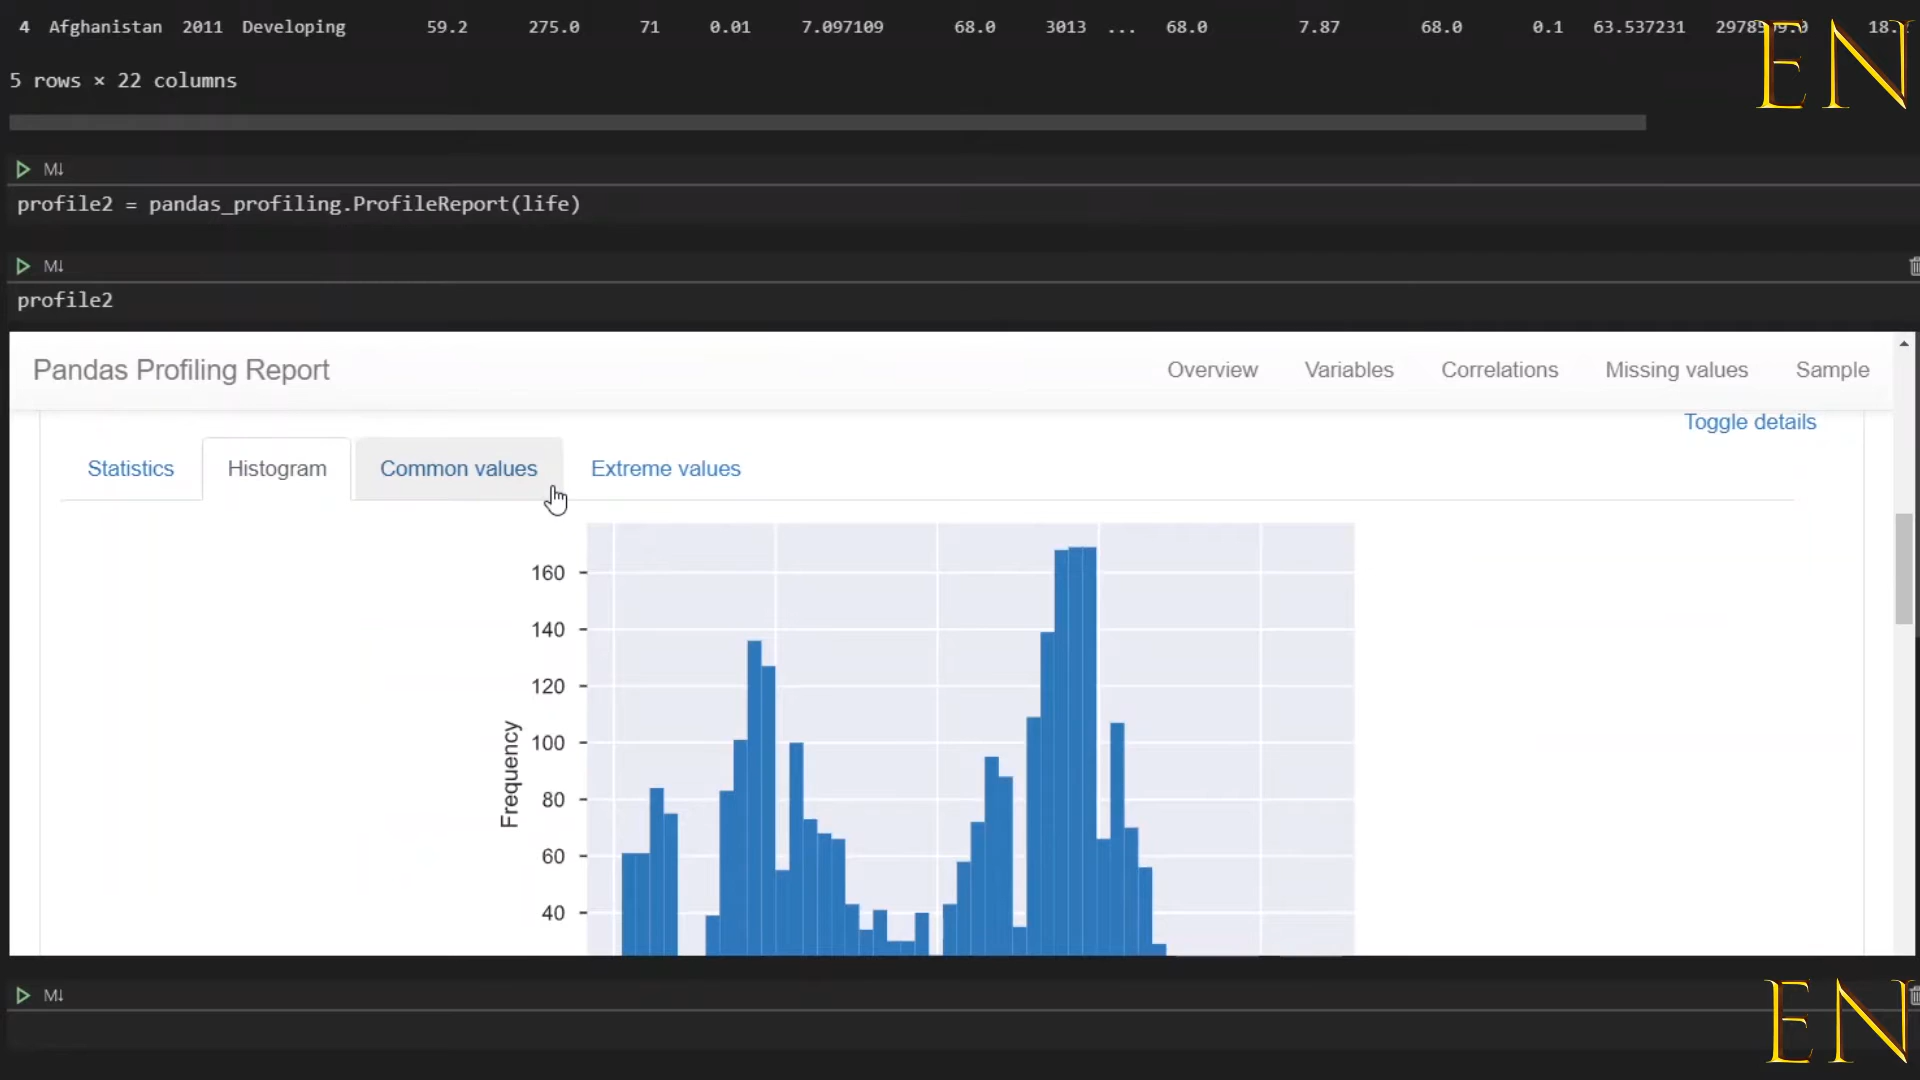 4 Afghanistan 2011 Developing 59.2 275.0 71 0.01 7.097109 68.0 3013 ... 68.0 7.87 68.0 0.1 63.537231
EN
5 rows × 22 columns
M↓
profile2 = pandas_profiling.ProfileReport(life)
M↓
profile2
Pandas Profiling Report Overview Variables Correlations Missing values Sample
Toggle details
Statistics Histogram Common values Extreme values
160
140
120
100
80
60
40
Frequency
M↓
EN